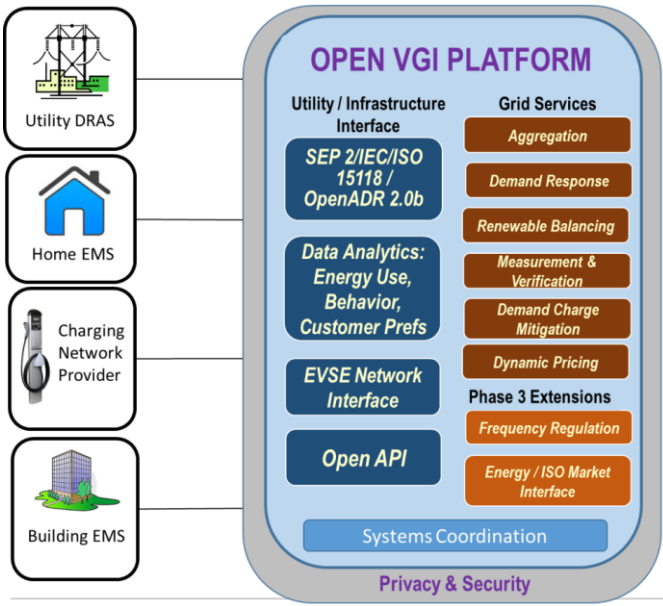 Utility DRAS
Home EMS
Charging
Network
Provider
Building EMS
OPEN VGI PLATFORM
Utility / Infrastructure
Interface
SEP 2/IEC/ISO
15118 /
OpenADR 2.0b
Data Analytics:
Energy Use,
Behavior,
Customer Prefs
EVSE Network
Interface
Open API
Grid Services
Aggregation
Demand Response
Renewable Balancing
Measurement &
Verification
Demand Charge
Mitigation
Dynamic Pricing
Phase 3 Extensions
Frequency Regulation
Energy / ISO Market
Interface
Systems Coordination
Privacy & Security